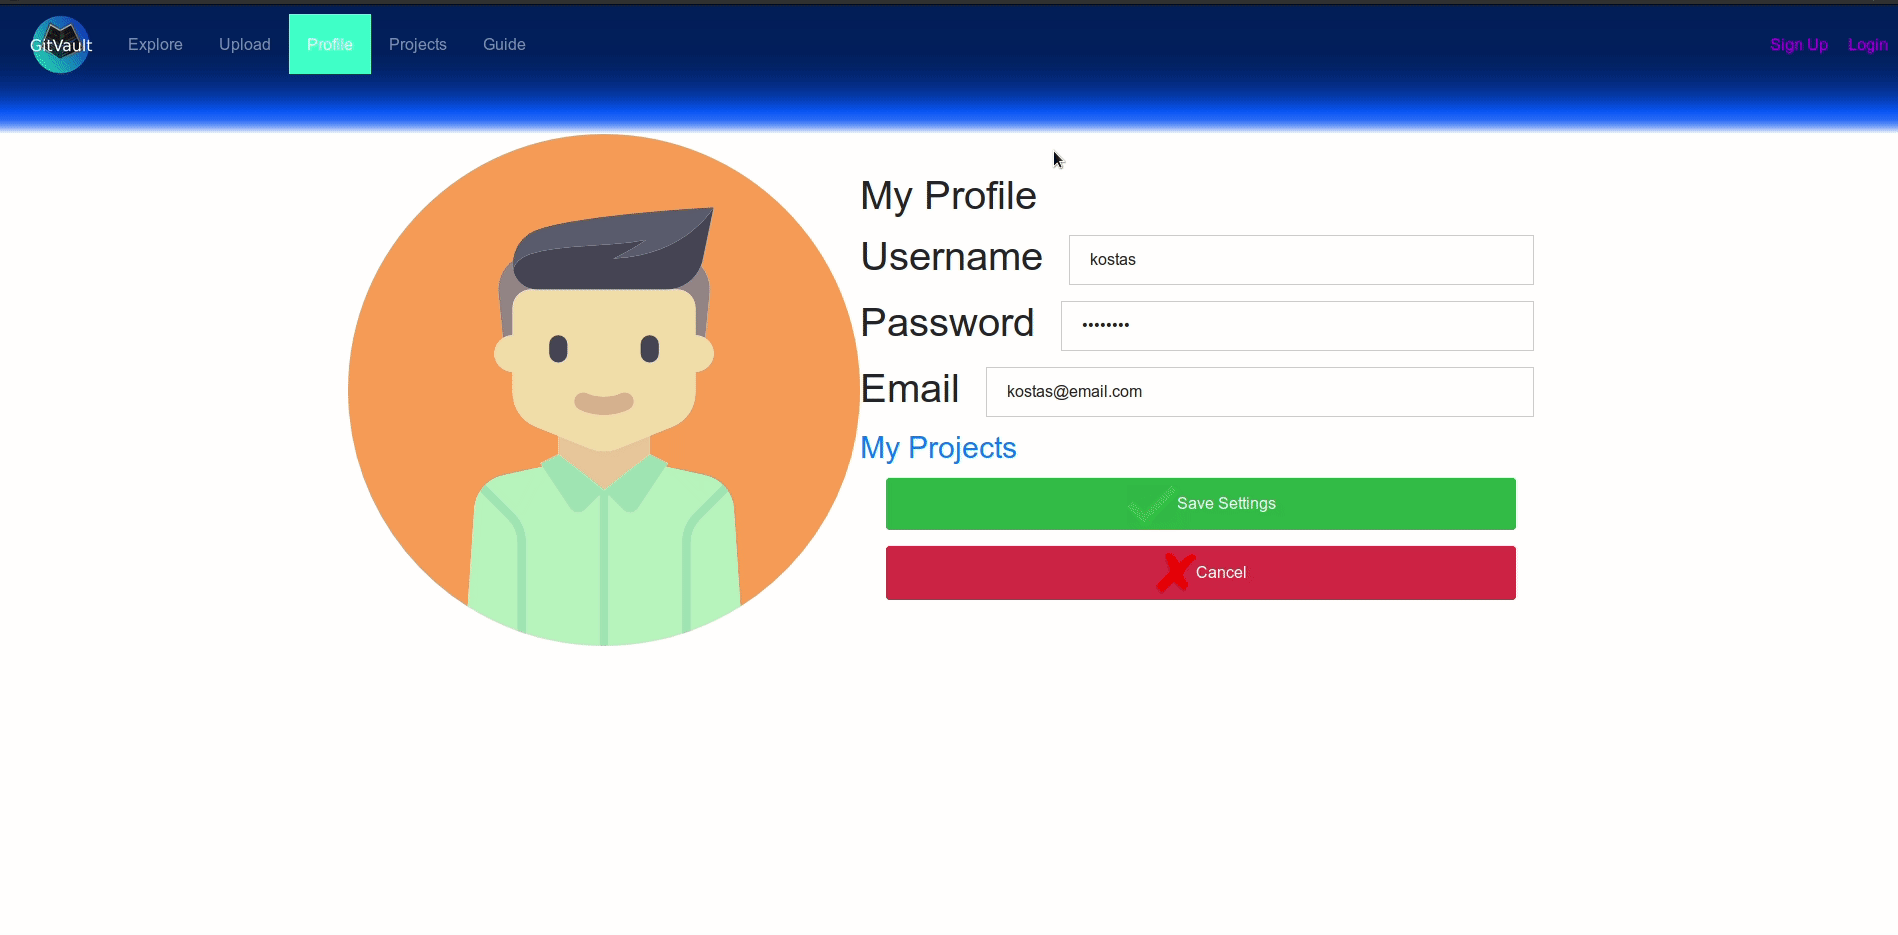 GitVault Explore Upload Profile Projects Guide Sign Up Login
My Profile
Username kostas
Password ••••••••
Email kostas@email.com
My Projects
Save Settings
Cancel